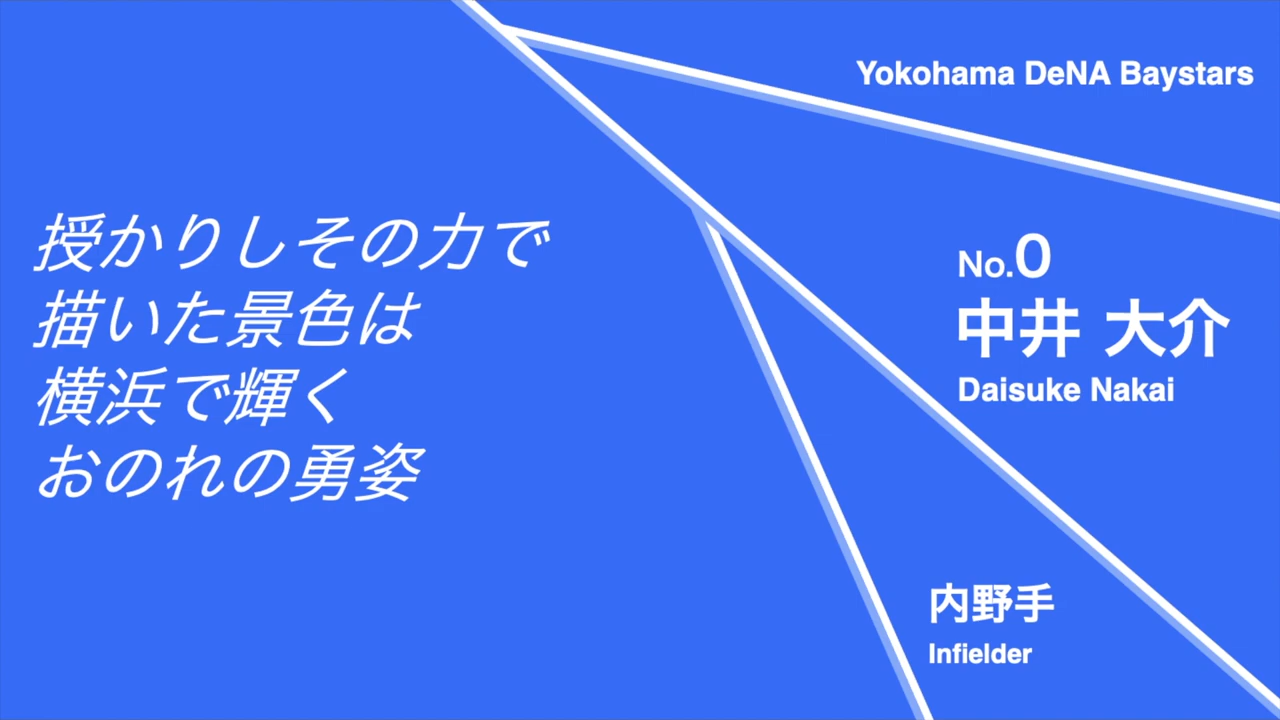 授かりしその力で
描いた景色は
横浜で輝く
おのれの勇姿
Yokohama DeNA Baystars
No.0
中井 大介
Daisuke Nakai
内野手
Infielder